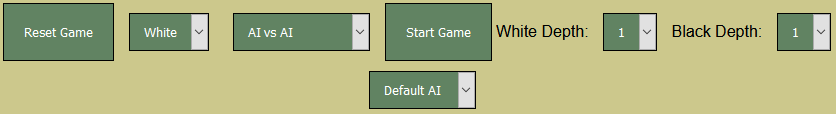 Reset Game White AI vs AI Start Game White Depth: 1 Black Depth: 1
Default AI